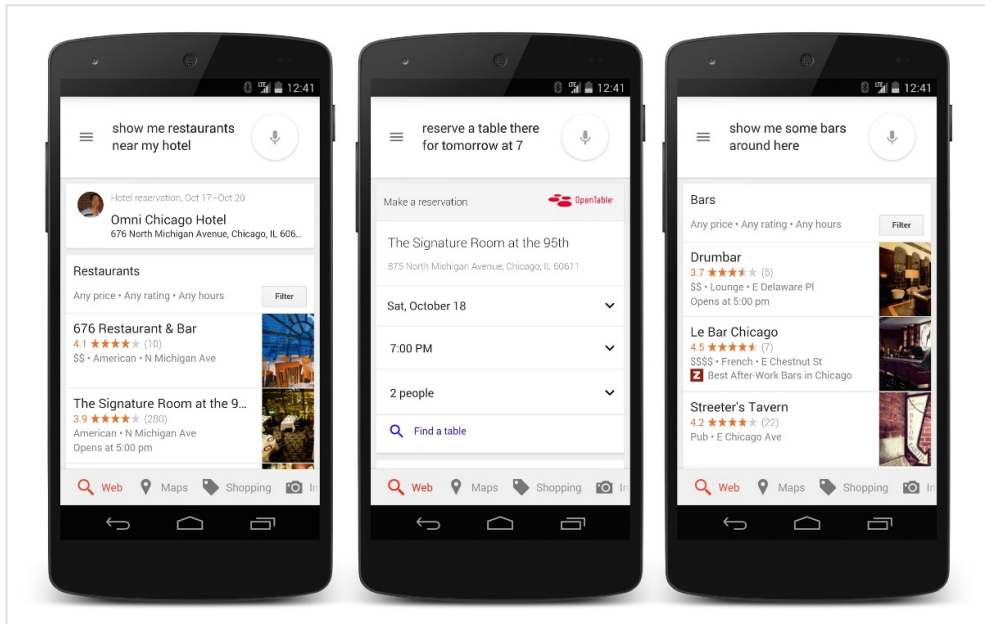 12:41
show me restaurants
near my hotel
Hotel reservation, Oct 17–Oct 20
Omni Chicago Hotel
676 North Michigan Avenue, Chicago, IL 606...
Restaurants
Any price • Any rating • Any hours
Filter
676 Restaurant & Bar
4.1 ★★★★★ (10)
$$ • American • N Michigan Ave
The Signature Room at the 9...
3.9 ★★★★★ (280)
American • N Michigan Ave
Opens at 5:00 pm
Web Maps Shopping
LTE 12:41
reserve a table there
for tomorrow at 7
Make a reservation
OpenTable
The Signature Room at the 95th
875 North Michigan Avenue, Chicago, IL 60611
Sat, October 18
7:00 PM
2 people
Find a table
Web Maps Shopping
LTE 12:41
show me some bars
around here
Bars
Any price • Any rating • Any hours
Filter
Drumbar
3.7 ★★★★★ (6)
$$ • Lounge • E Delaware Pl
Opens at 5:00 pm
Le Bar Chicago
4.5 ★★★★★ (7)
$$$$ • French • E Chestnut St
Z Best After-Work Bars in Chicago
Streeter's Tavern
4.2 ★★★★★ (22)
Pub • E Chicago Ave
Web Maps Shopping